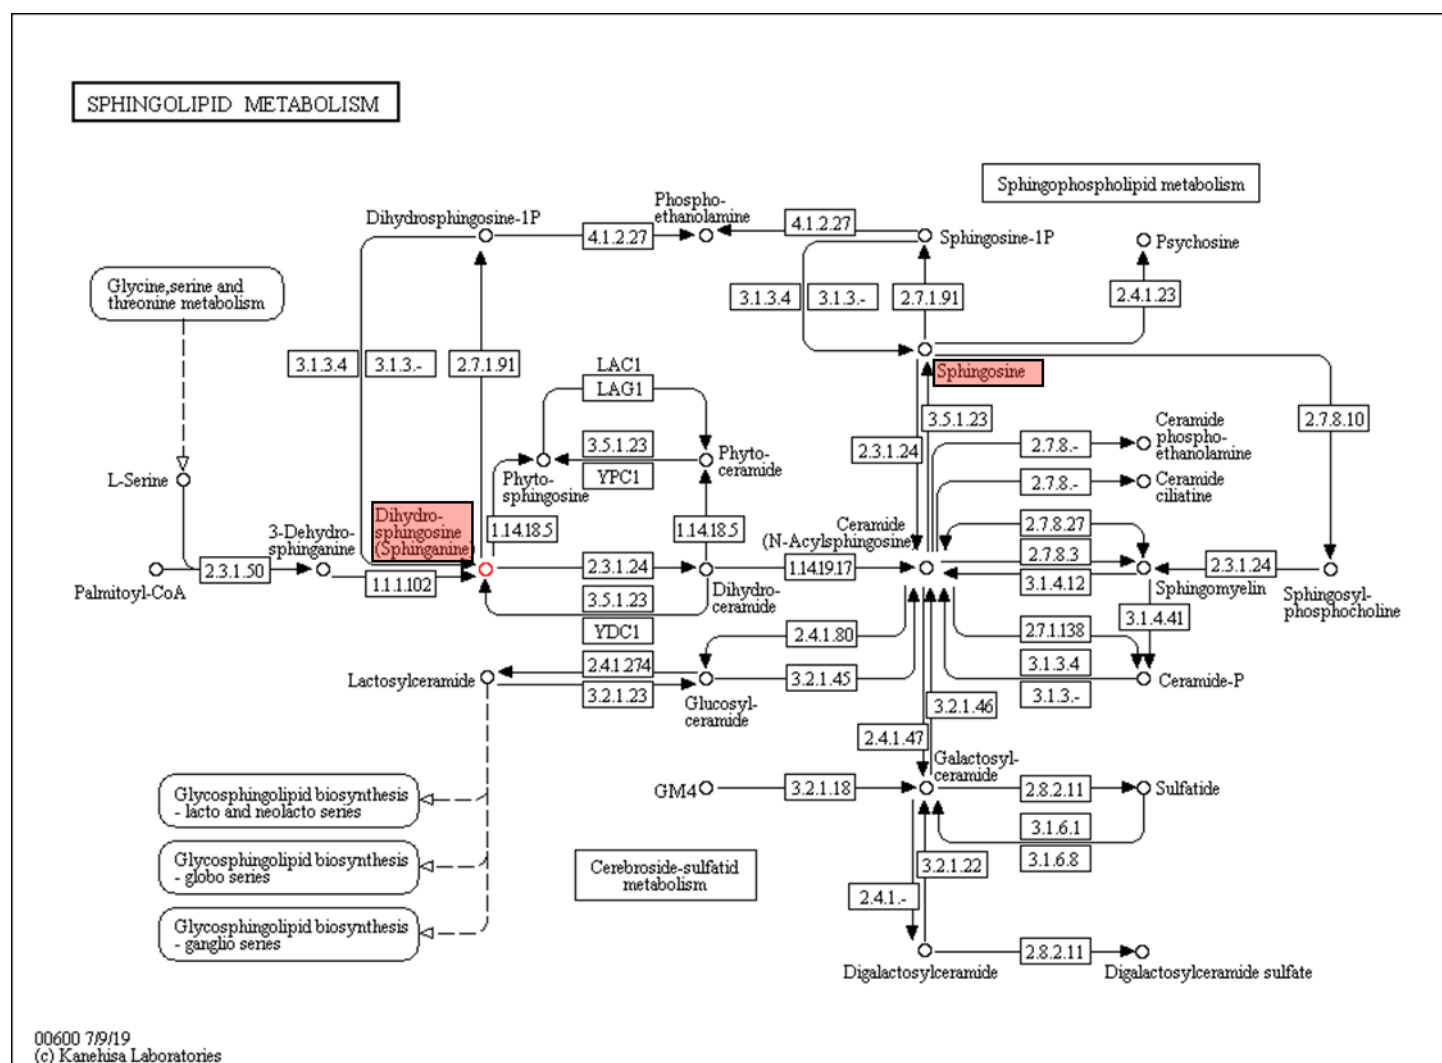 SPHINGOLIPID METABOLISM
Sphingophospholipid metabolism
Dihydrosphingosine-1P
4.1.2.27
Phospho-
ethanolamine
4.1.2.27
Sphingosine-1P
Psychosine
Glycine, serine and
threonine metabolism
3.1.3.4
3.1.3.-
2.7.1.91
2.4.1.23
3.1.3.4
3.1.3.-
2.7.1.91
LAC1
LAG1
Sphingosine
3.5.1.23
2.3.1.24
2.7.8.10
3.5.1.23
YPC1
Phyto-
sphingosine
Phyto-
ceramide
2.7.8.-
Ceramide
phospho-
ethanolamine
2.7.8.-
Ceramide
ciliatine
L-Serine
3-Dehydro-
sphinganine
Dihydro-
sphingosine
(Sphinganine)
1.14.18.5
1.14.18.5
Ceramide
(N-Acylsphingosine)
2.7.8.27
2.7.8.3
3.1.4.12
Palmitoyl-CoA
2.3.1.50
1.1.1.102
2.3.1.24
3.5.1.23
YDC1
Dihydro-
ceramide
1.14.19.17
Sphingomyelin
2.3.1.24
Sphingosyl-
phosphocholine
3.1.4.41
2.4.1.80
2.7.1.138
Lactosylceramide
2.4.1.274
3.2.1.23
Glucosyl-
ceramide
3.2.1.45
3.1.3.4
3.1.3.-
Ceramide-P
3.2.1.46
2.4.1.47
GM4
3.2.1.18
Galactosyl-
ceramide
2.8.2.11
Sulfatide
3.1.6.1
3.1.6.8
Glycosphingolipid biosynthesis
- lacto and neolacto series
Glycosphingolipid biosynthesis
- globo series
Glycosphingolipid biosynthesis
- ganglio series
Cerebroside-sulfatid
metabolism
3.2.1.22
2.4.1.-
Digalactosylceramide
2.8.2.11
Digalactosylceramide sulfate
00600 7/9/19
(c) Kanehisa Laboratories